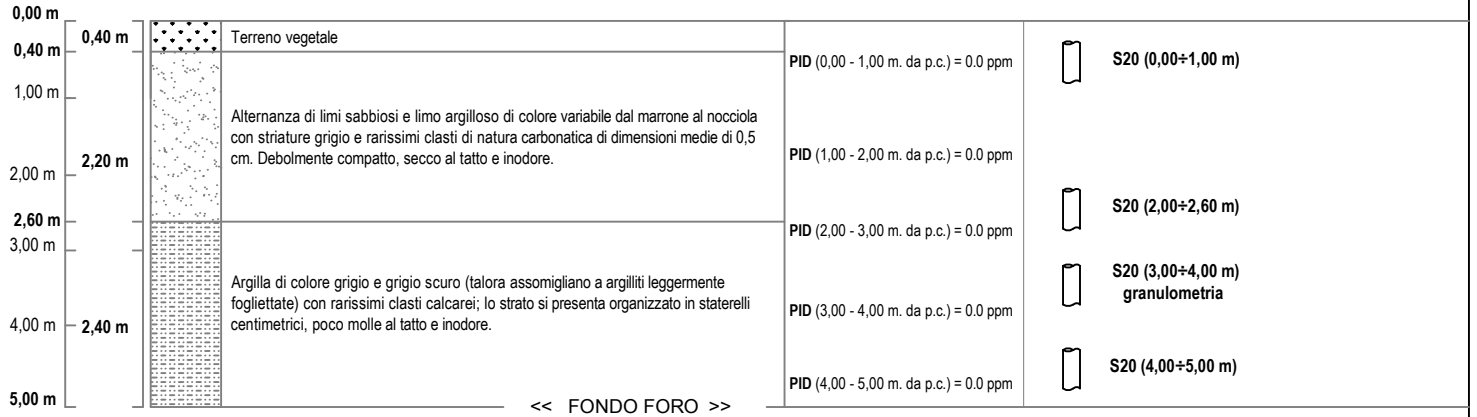 0,00 m
0,40 m
Terreno vegetale
0,40 m
PID (0,00 - 1,00 m. da p.c.) = 0.0 ppm
S20 (0,00÷1,00 m)
1,00 m
Alternanza di limi sabbiosi e limo argilloso di colore variabile dal marrone al nocciola
con striature grigio e rarissimi clasti di natura carbonatica di dimensioni medie di 0,5
cm. Debolmente compatto, secco al tatto e inodore.
2,20 m
PID (1,00 - 2,00 m. da p.c.) = 0.0 ppm
2,00 m
S20 (2,00÷2,60 m)
2,60 m
PID (2,00 - 3,00 m. da p.c.) = 0.0 ppm
3,00 m
S20 (3,00÷4,00 m)
granulometria
Argilla di colore grigio e grigio scuro (talora assomigliano a argilliti leggermente
fogliettate) con rarissimi clasti calcarei; lo strato si presenta organizzato in staterelli
centimetrici, poco molle al tatto e inodore.
PID (3,00 - 4,00 m. da p.c.) = 0.0 ppm
4,00 m
2,40 m
S20 (4,00÷5,00 m)
PID (4,00 - 5,00 m. da p.c.) = 0.0 ppm
5,00 m
<< FONDO FORO >>